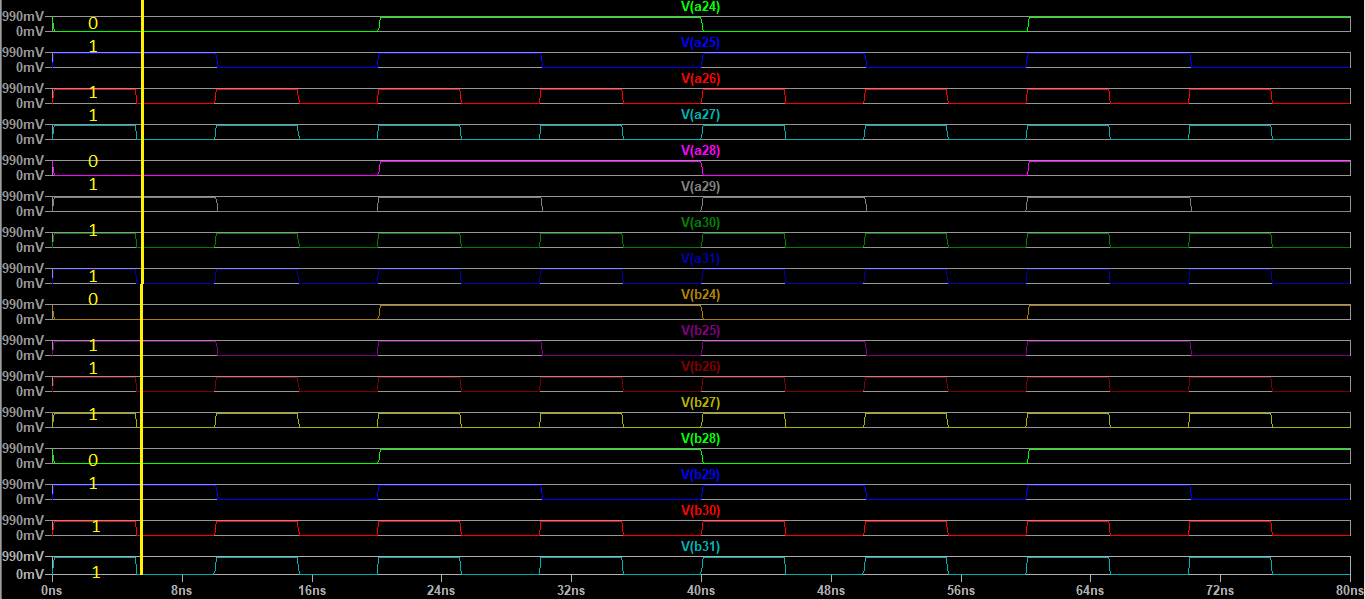 V(a24)
990mV
0
0mV
1
V(a25)
990mV
0mV
V(a26)
990mV
1
0mV
1
V(a27)
990mV
0mV
V(a28)
990mV
0
0mV
1
V(a29)
990mV
0mV
V(a30)
990mV
1
0mV
V(a31)
990mV
1
0mV
0
V(b24)
990mV
0mV
V(b25)
990mV
1
0mV
1
V(b26)
990mV
0mV
V(b27)
990mV
1
0mV
V(b28)
990mV
0
0mV
1
V(b29)
990mV
0mV
V(b30)
990mV
1
0mV
V(b31)
990mV
1
0mV
0ns 8ns 16ns 24ns 32ns 40ns 48ns 56ns 64ns 72ns 80ns